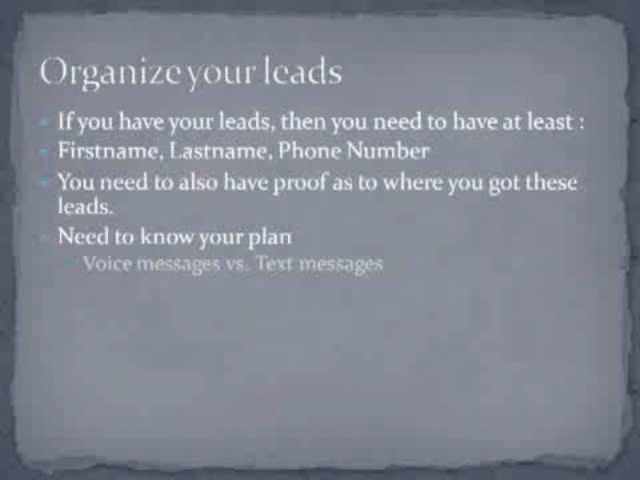 Organize your leads
If you have your leads, then you need to have at least :
Firstname, Lastname, Phone Number
You need to also have proof as to where you got these
leads.
Need to know your plan
Voice messages vs. Text messages